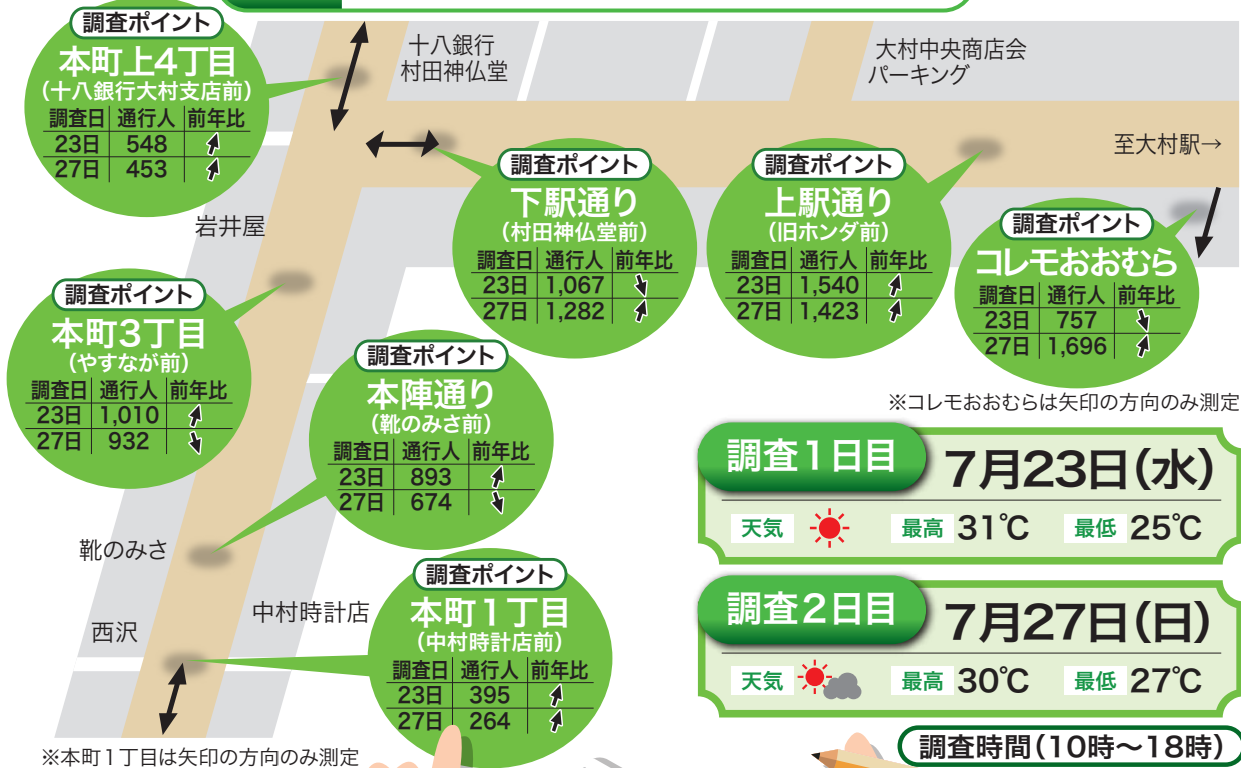 調査ポイント
本町上4丁目
(十八銀行大村支店前)
調査日 通行人 前年比
23日 548
27日 453
十八銀行
村田神仏堂
大村中央商店会
パーキング
至大村駅→
岩井屋
調査ポイント
下駅通り
(村田神仏堂前)
調査日 通行人 前年比
23日 1,067
27日 1,282
調査ポイント
上駅通り
(旧ホンダ前)
調査日 通行人 前年比
23日 1,540
27日 1,423
調査ポイント
コレモおおむら
調査日 通行人 前年比
23日 757
27日 1,696
※コレモおおむらは矢印の方向のみ測定
調査ポイント
本町3丁目
(やすなが前)
調査日 通行人 前年比
23日 1,010
27日 932
調査ポイント
本陣通り
(靴のみさ前)
調査日 通行人 前年比
23日 893
27日 674
靴のみさ
西沢
中村時計店
調査ポイント
本町1丁目
(中村時計店前)
調査日 通行人 前年比
23日 395
27日 264
※本町1丁目は矢印の方向のみ測定
調査1日目 7月23日(水)
天気 最高 31℃ 最低 25℃
調査2日目 7月27日(日)
天気 最高 30℃ 最低 27℃
調査時間(10時～18時)